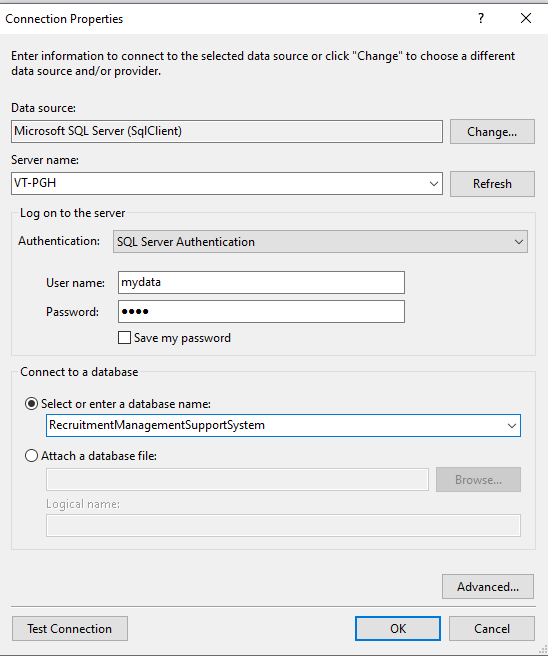 Connection Properties
Enter information to connect to the selected data source or click "Change" to choose a different
data source and/or provider.
Data source:
Microsoft SQL Server (SqlClient)
Change...
Server name:
VT-PGH
Refresh
Log on to the server
Authentication:
SQL Server Authentication
User name:
mydata
Password:
●●●●
Save my password
Connect to a database
Select or enter a database name:
RecruitmentManagementSupportSystem
Attach a database file:
Browse...
Logical name:
Advanced...
Test Connection
OK
Cancel